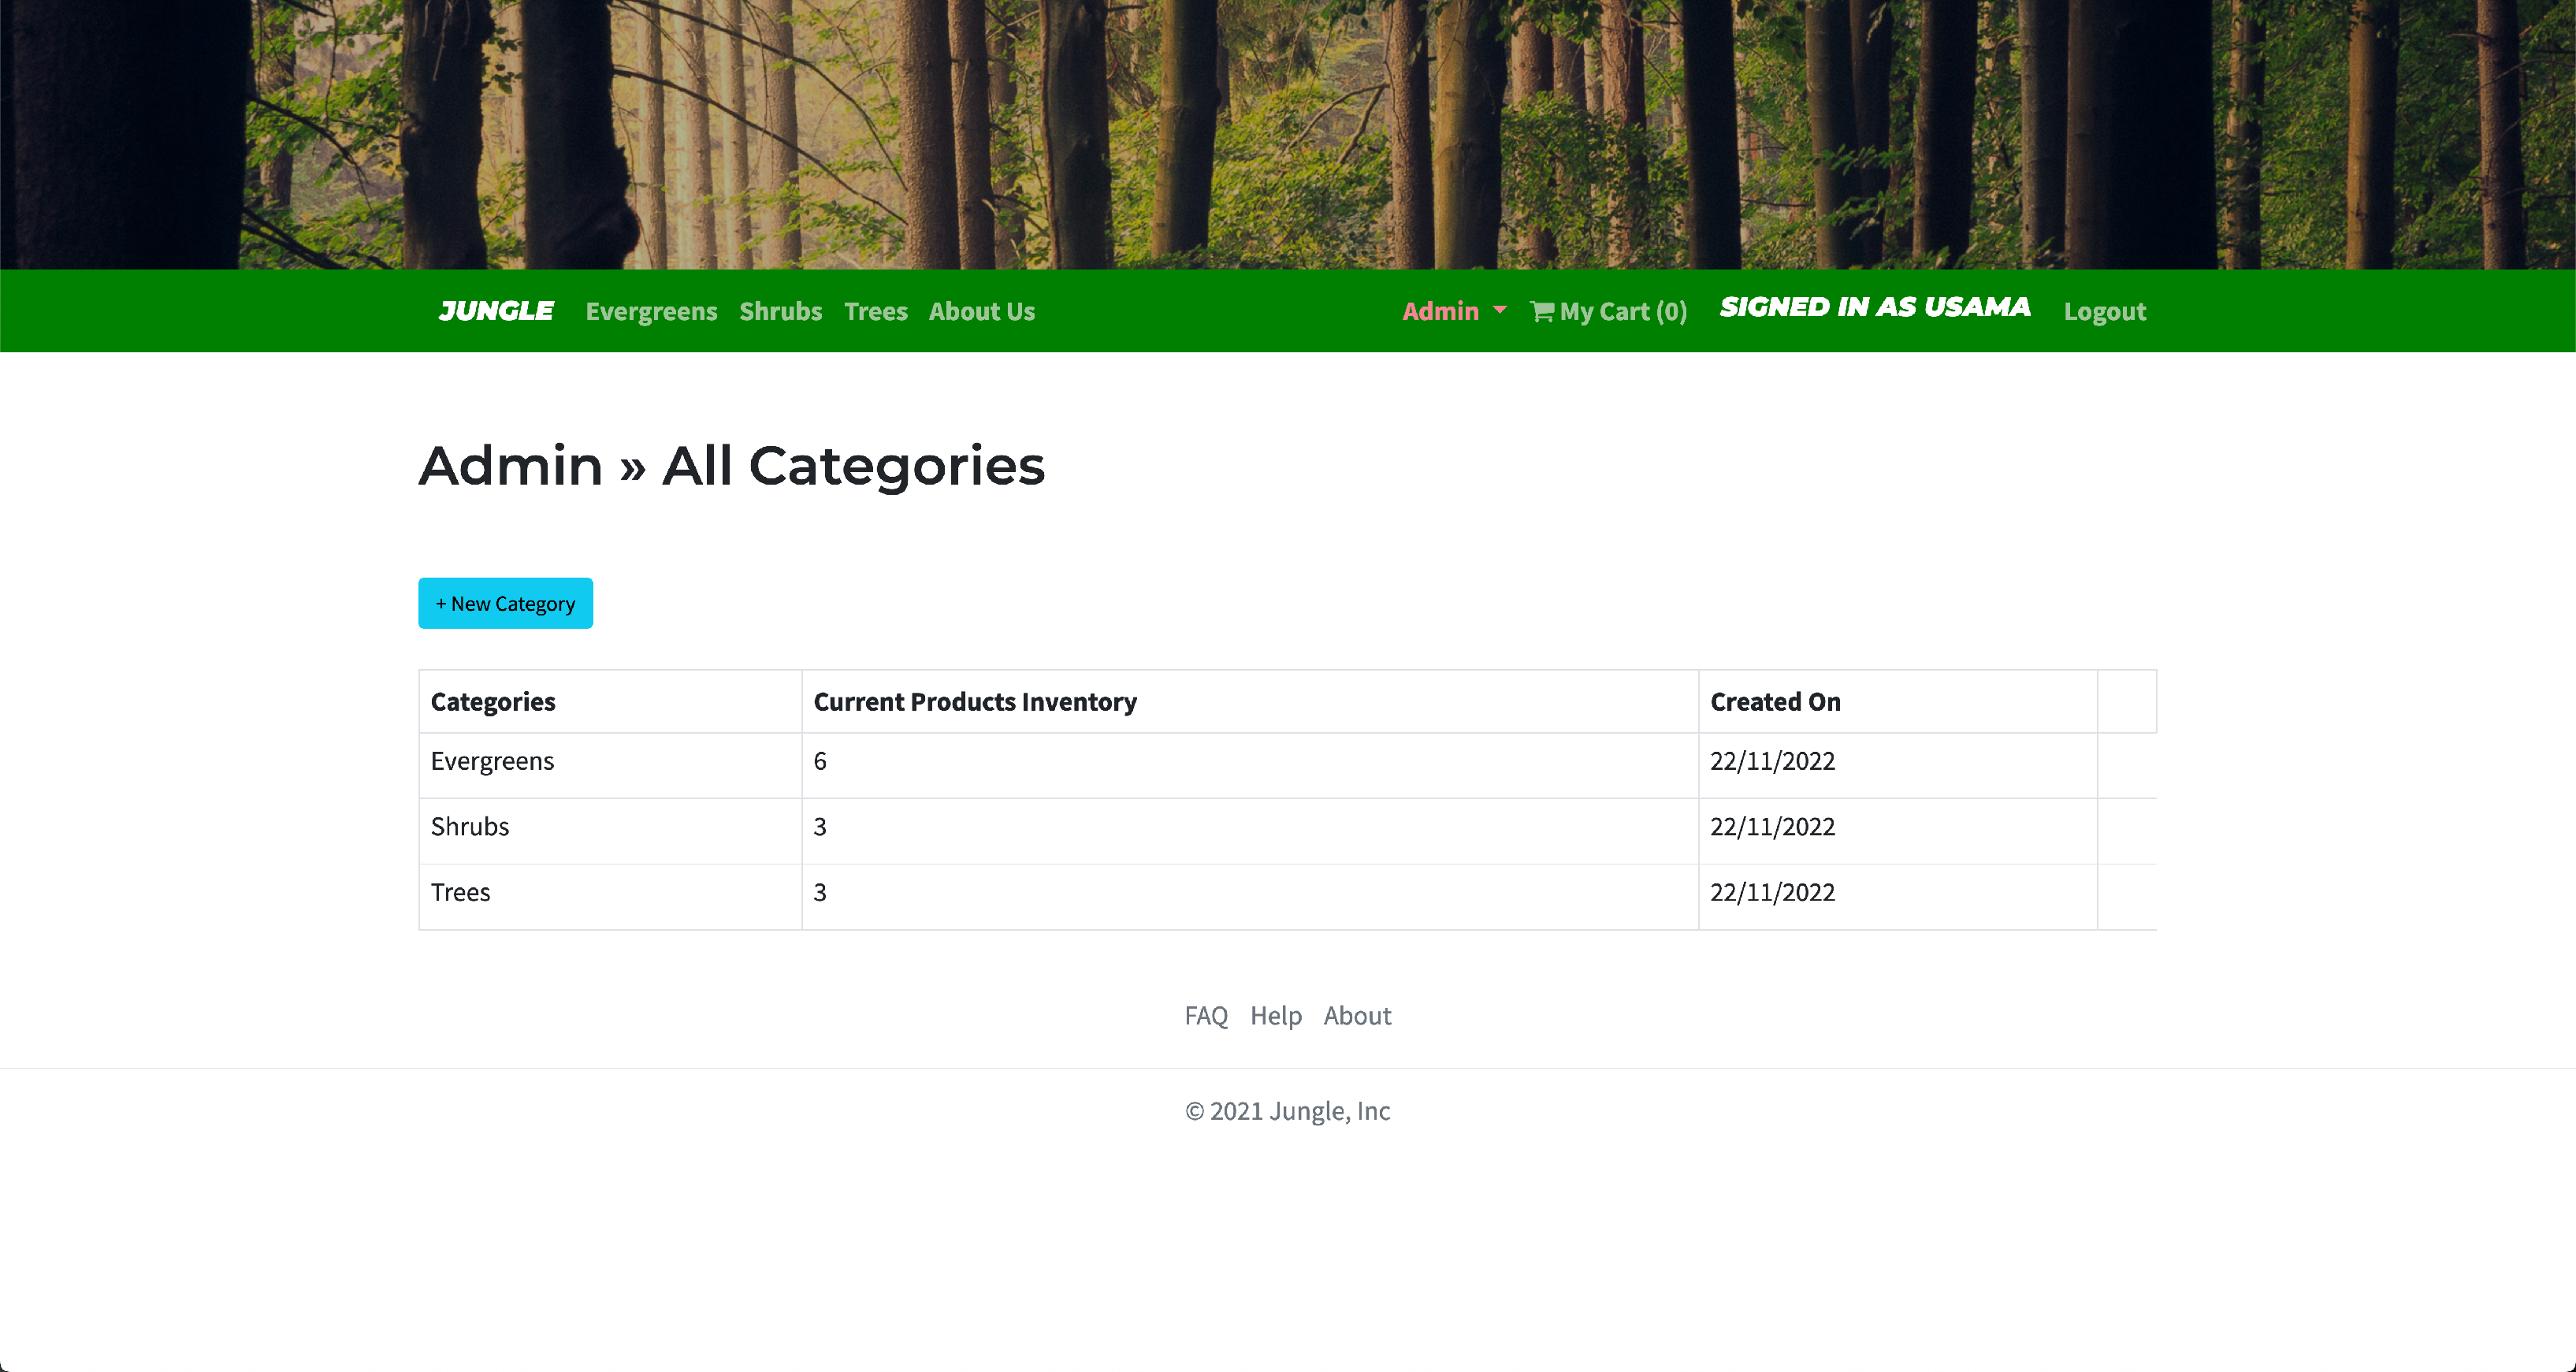 JUNGLE Evergreens Shrubs Trees About Us Admin My Cart (0) SIGNED IN AS USAMA Logout
Admin » All Categories
+ New Category
Categories Current Products Inventory Created On
Evergreens 6 22/11/2022
Shrubs 3 22/11/2022
Trees 3 22/11/2022
FAQ Help About
© 2021 Jungle, Inc